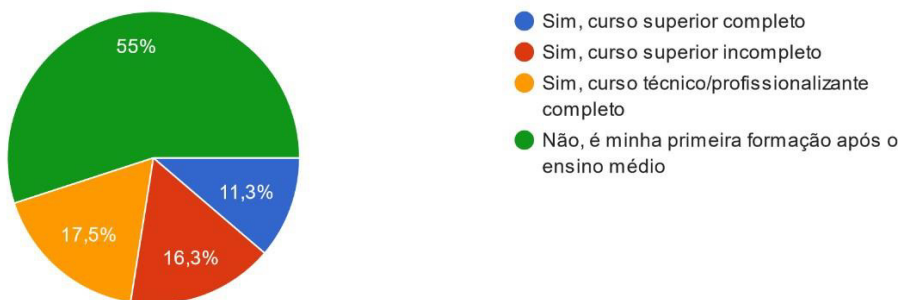 55%
11,3%
17,5%
16,3%
Sim, curso superior completo
Sim, curso superior incompleto
Sim, curso técnico/profissionalizante
completo
Não, é minha primeira formação após o
ensino médio